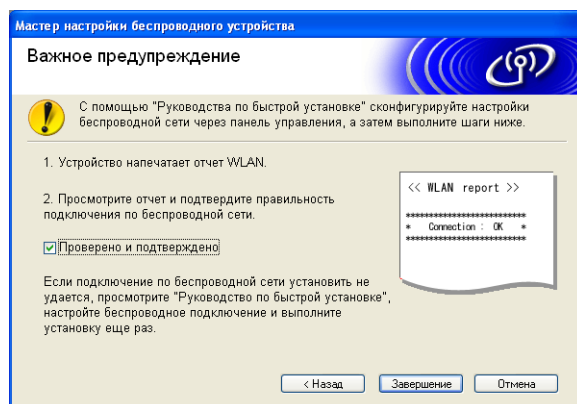 Мастер настройки беспроводного устройства
Важное предупреждение
С помощью "Руководства по быстрой установке" сконфигурируйте настройки
беспроводной сети через панель управления, а затем выполните шаги ниже.
1. Устройство напечатает отчет WLAN.
2. Просмотрите отчет и подтвердите правильность
подключения по беспроводной сети.
Проверено и подтверждено
Если подключение по беспроводной сети установить не
удается, просмотрите "Руководство по быстрой установке",
настройте беспроводное подключение и выполните
установку еще раз.
<< WLAN report >>
*************************
* Connection : OK *
*************************
< Назад
Завершение
Отмена